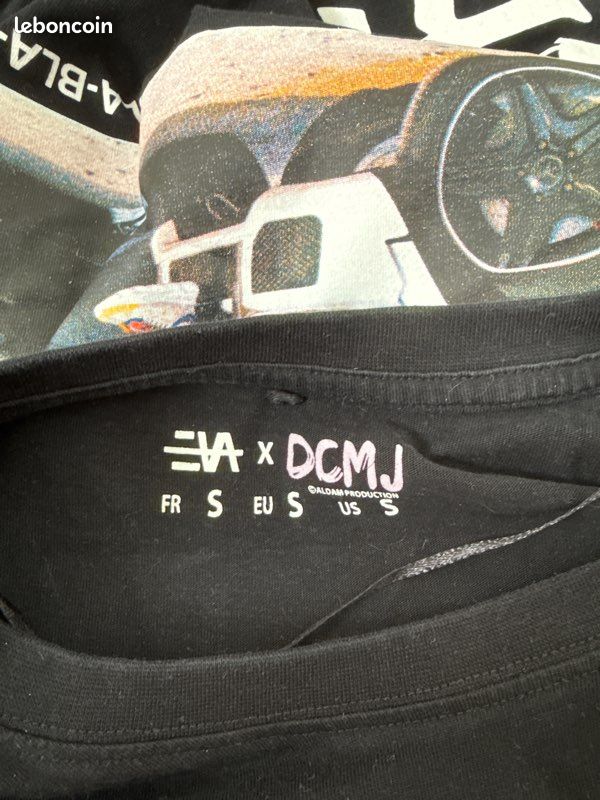 leboncoin
A-BLA-
EVA x DCMJ
©ALDAM PRODUCTION
FR S EU S US S